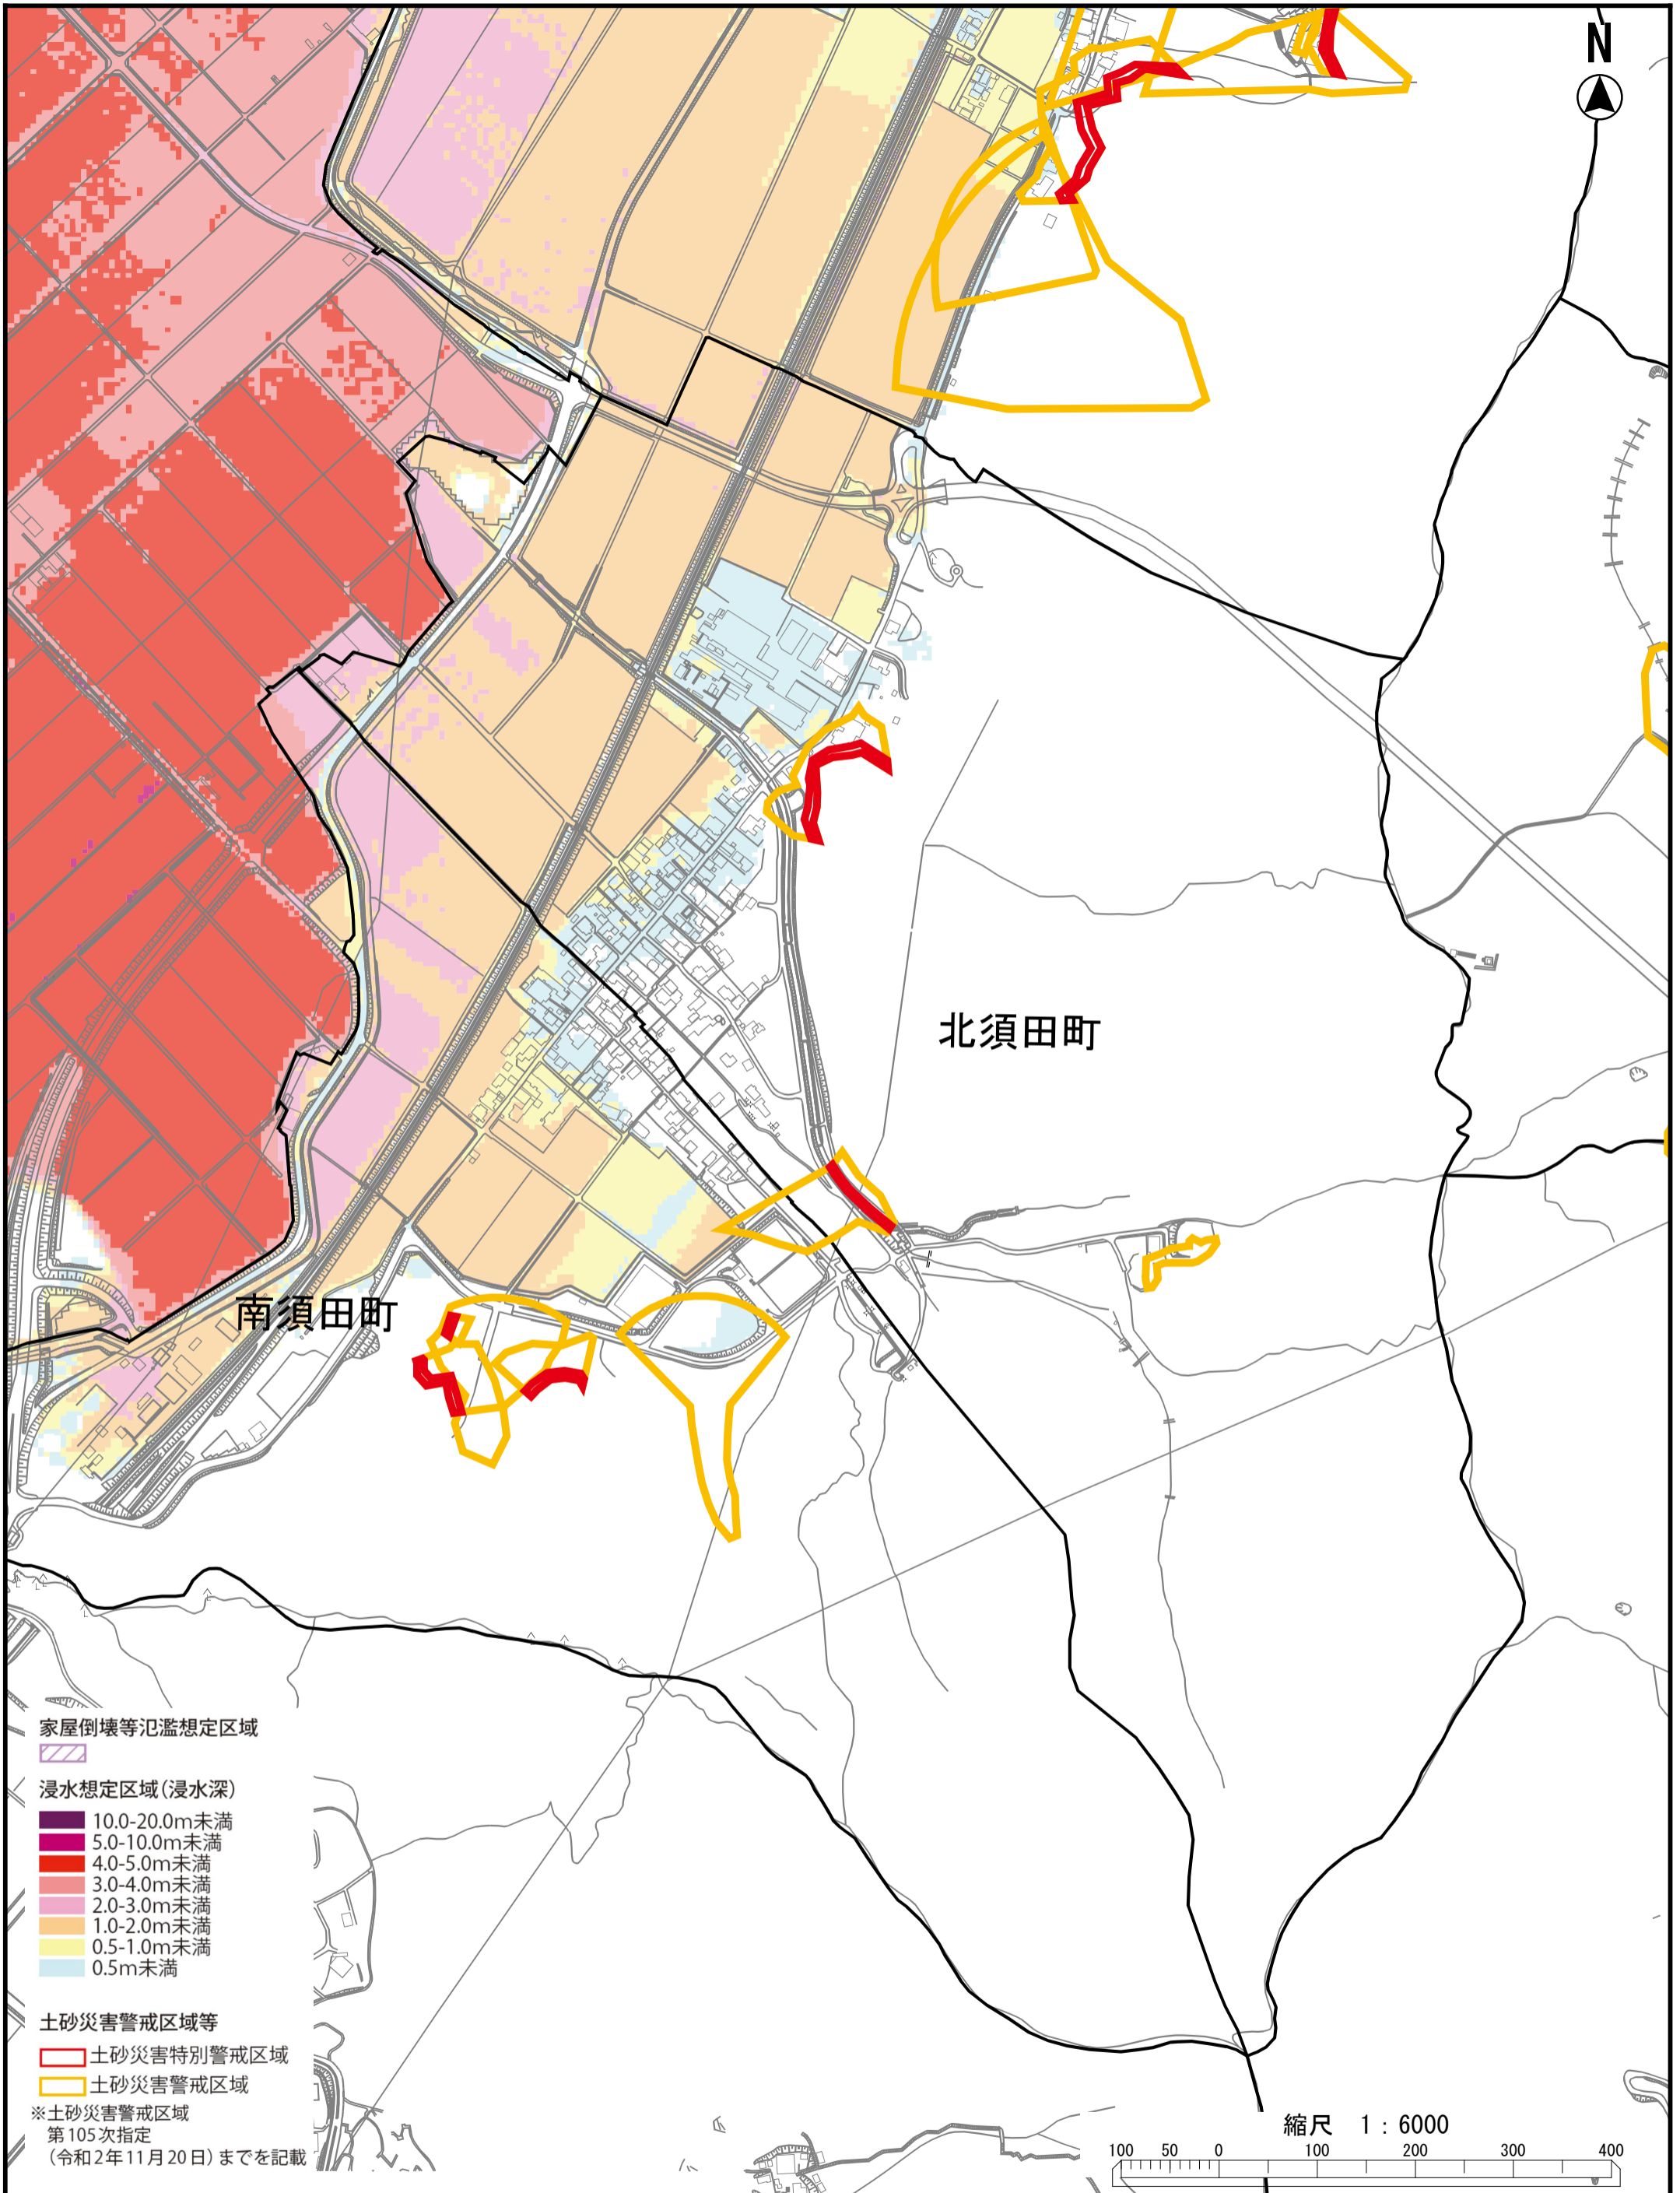 N
北須田町
南須田町
家屋倒壊等氾濫想定区域
浸水想定区域(浸水深)
10.0-20.0m未満
5.0-10.0m未満
4.0-5.0m未満
3.0-4.0m未満
2.0-3.0m未満
1.0-2.0m未満
0.5-1.0m未満
0.5m未満
土砂災害警戒区域等
土砂災害特別警戒区域
土砂災害警戒区域
※土砂災害警戒区域
第105次指定
(令和2年11月20日)までを記載
縮尺 1:6000
100 50 0 100 200 300 400